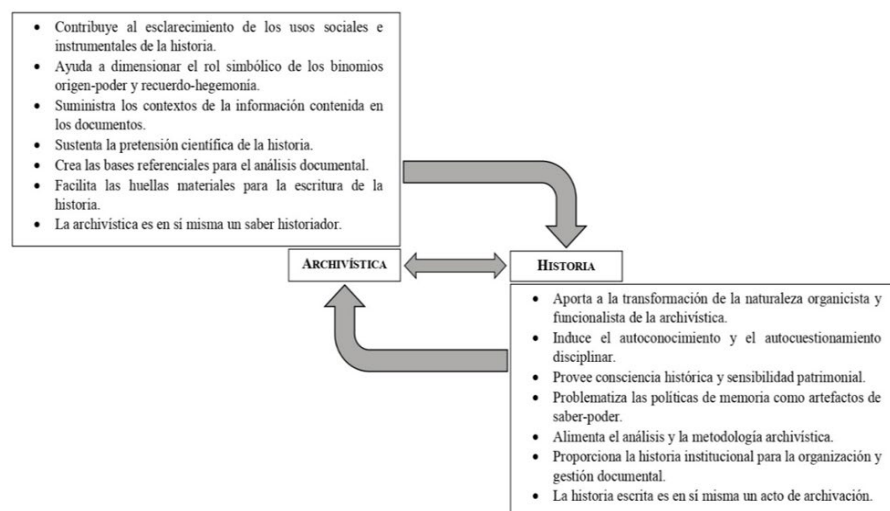 • Contribuye al esclarecimiento de los usos sociales e
instrumentales de la historia.
• Ayuda a dimensionar el rol simbólico de los binomios
origen-poder y recuerdo-hegemonía.
• Suministra los contextos de la información contenida en
los documentos.
• Sustenta la pretensión científica de la historia.
• Crea las bases referenciales para el análisis documental.
• Facilita las huellas materiales para la escritura de la
historia.
• La archivística es en sí misma un saber historiador.
ARCHIVÍSTICA
HISTORIA
• Aporta a la transformación de la naturaleza organicista y
funcionalista de la archivística.
• Induce el autoconocimiento y el autocuestionamiento
disciplinar.
• Provee consciencia histórica y sensibilidad patrimonial.
• Problematiza las políticas de memoria como artefactos de
saber-poder.
• Alimenta el análisis y la metodología archivística.
• Proporciona la historia institucional para la organización y
gestión documental.
• La historia escrita es en sí misma un acto de archivación.